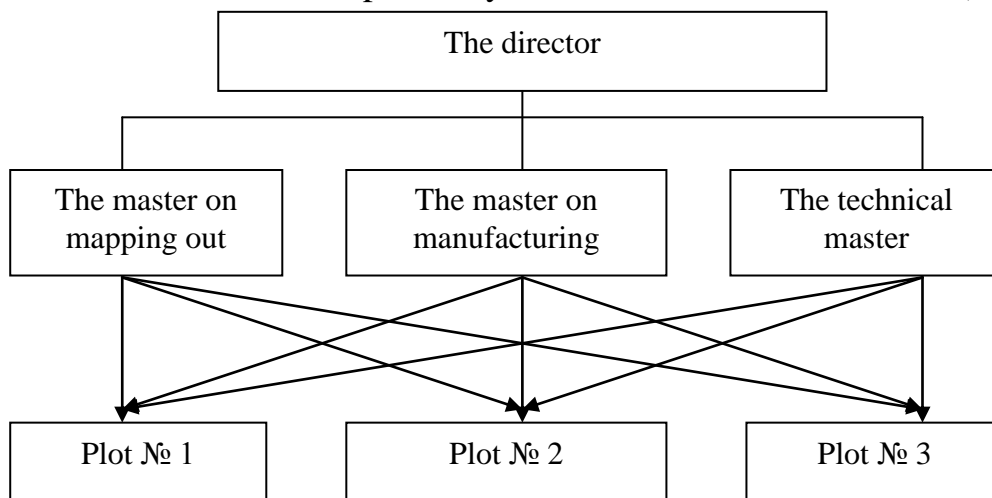 The director
The master on
mapping out
The master on
manufacturing
The technical
master
Plot № 1
Plot № 2
Plot № 3